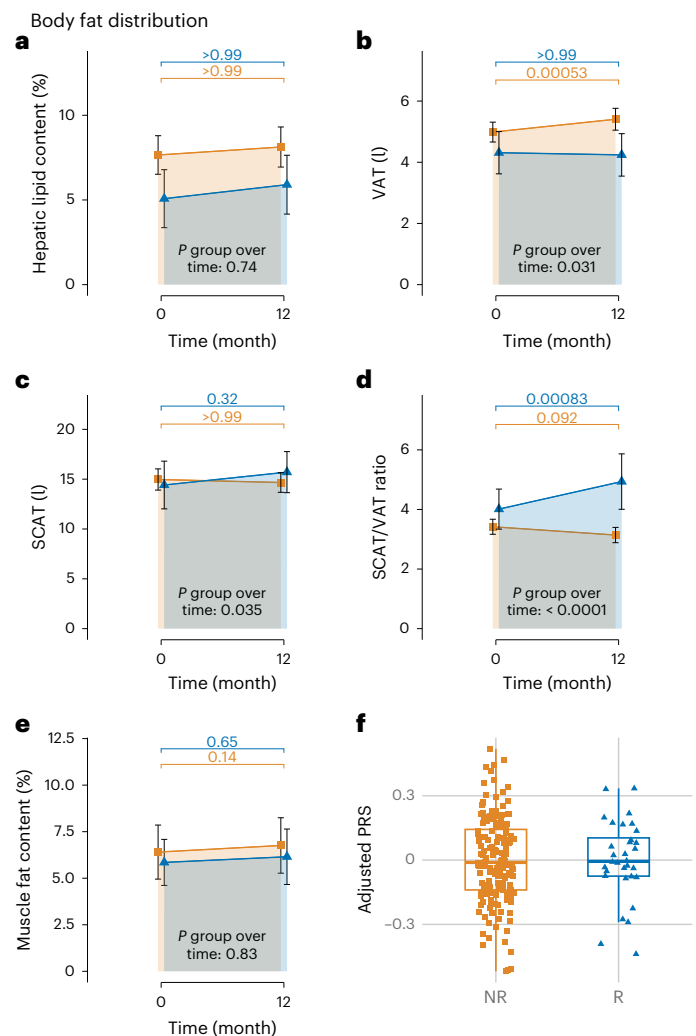 Body fat distribution
a
>0.99
>0.99
Hepatic lipid content (%)
10
5
0
P group over
time: 0.74
0
12
Time (month)
b
>0.99
0.00053
VAT (l)
6
4
2
0
P group over
time: 0.031
0
12
Time (month)
c
0.32
>0.99
SCAT (l)
20
15
10
5
0
P group over
time: 0.035
0
12
Time (month)
d
0.00083
0.092
SCAT/VAT ratio
6
4
2
0
P group over
time: < 0.0001
0
12
Time (month)
e
0.65
0.14
Muscle fat content (%)
12.5
10.0
7.5
5.0
2.5
0
P group over
time: 0.83
0
12
Time (month)
f
Adjusted PRS
0.3
0
–0.3
NR
R